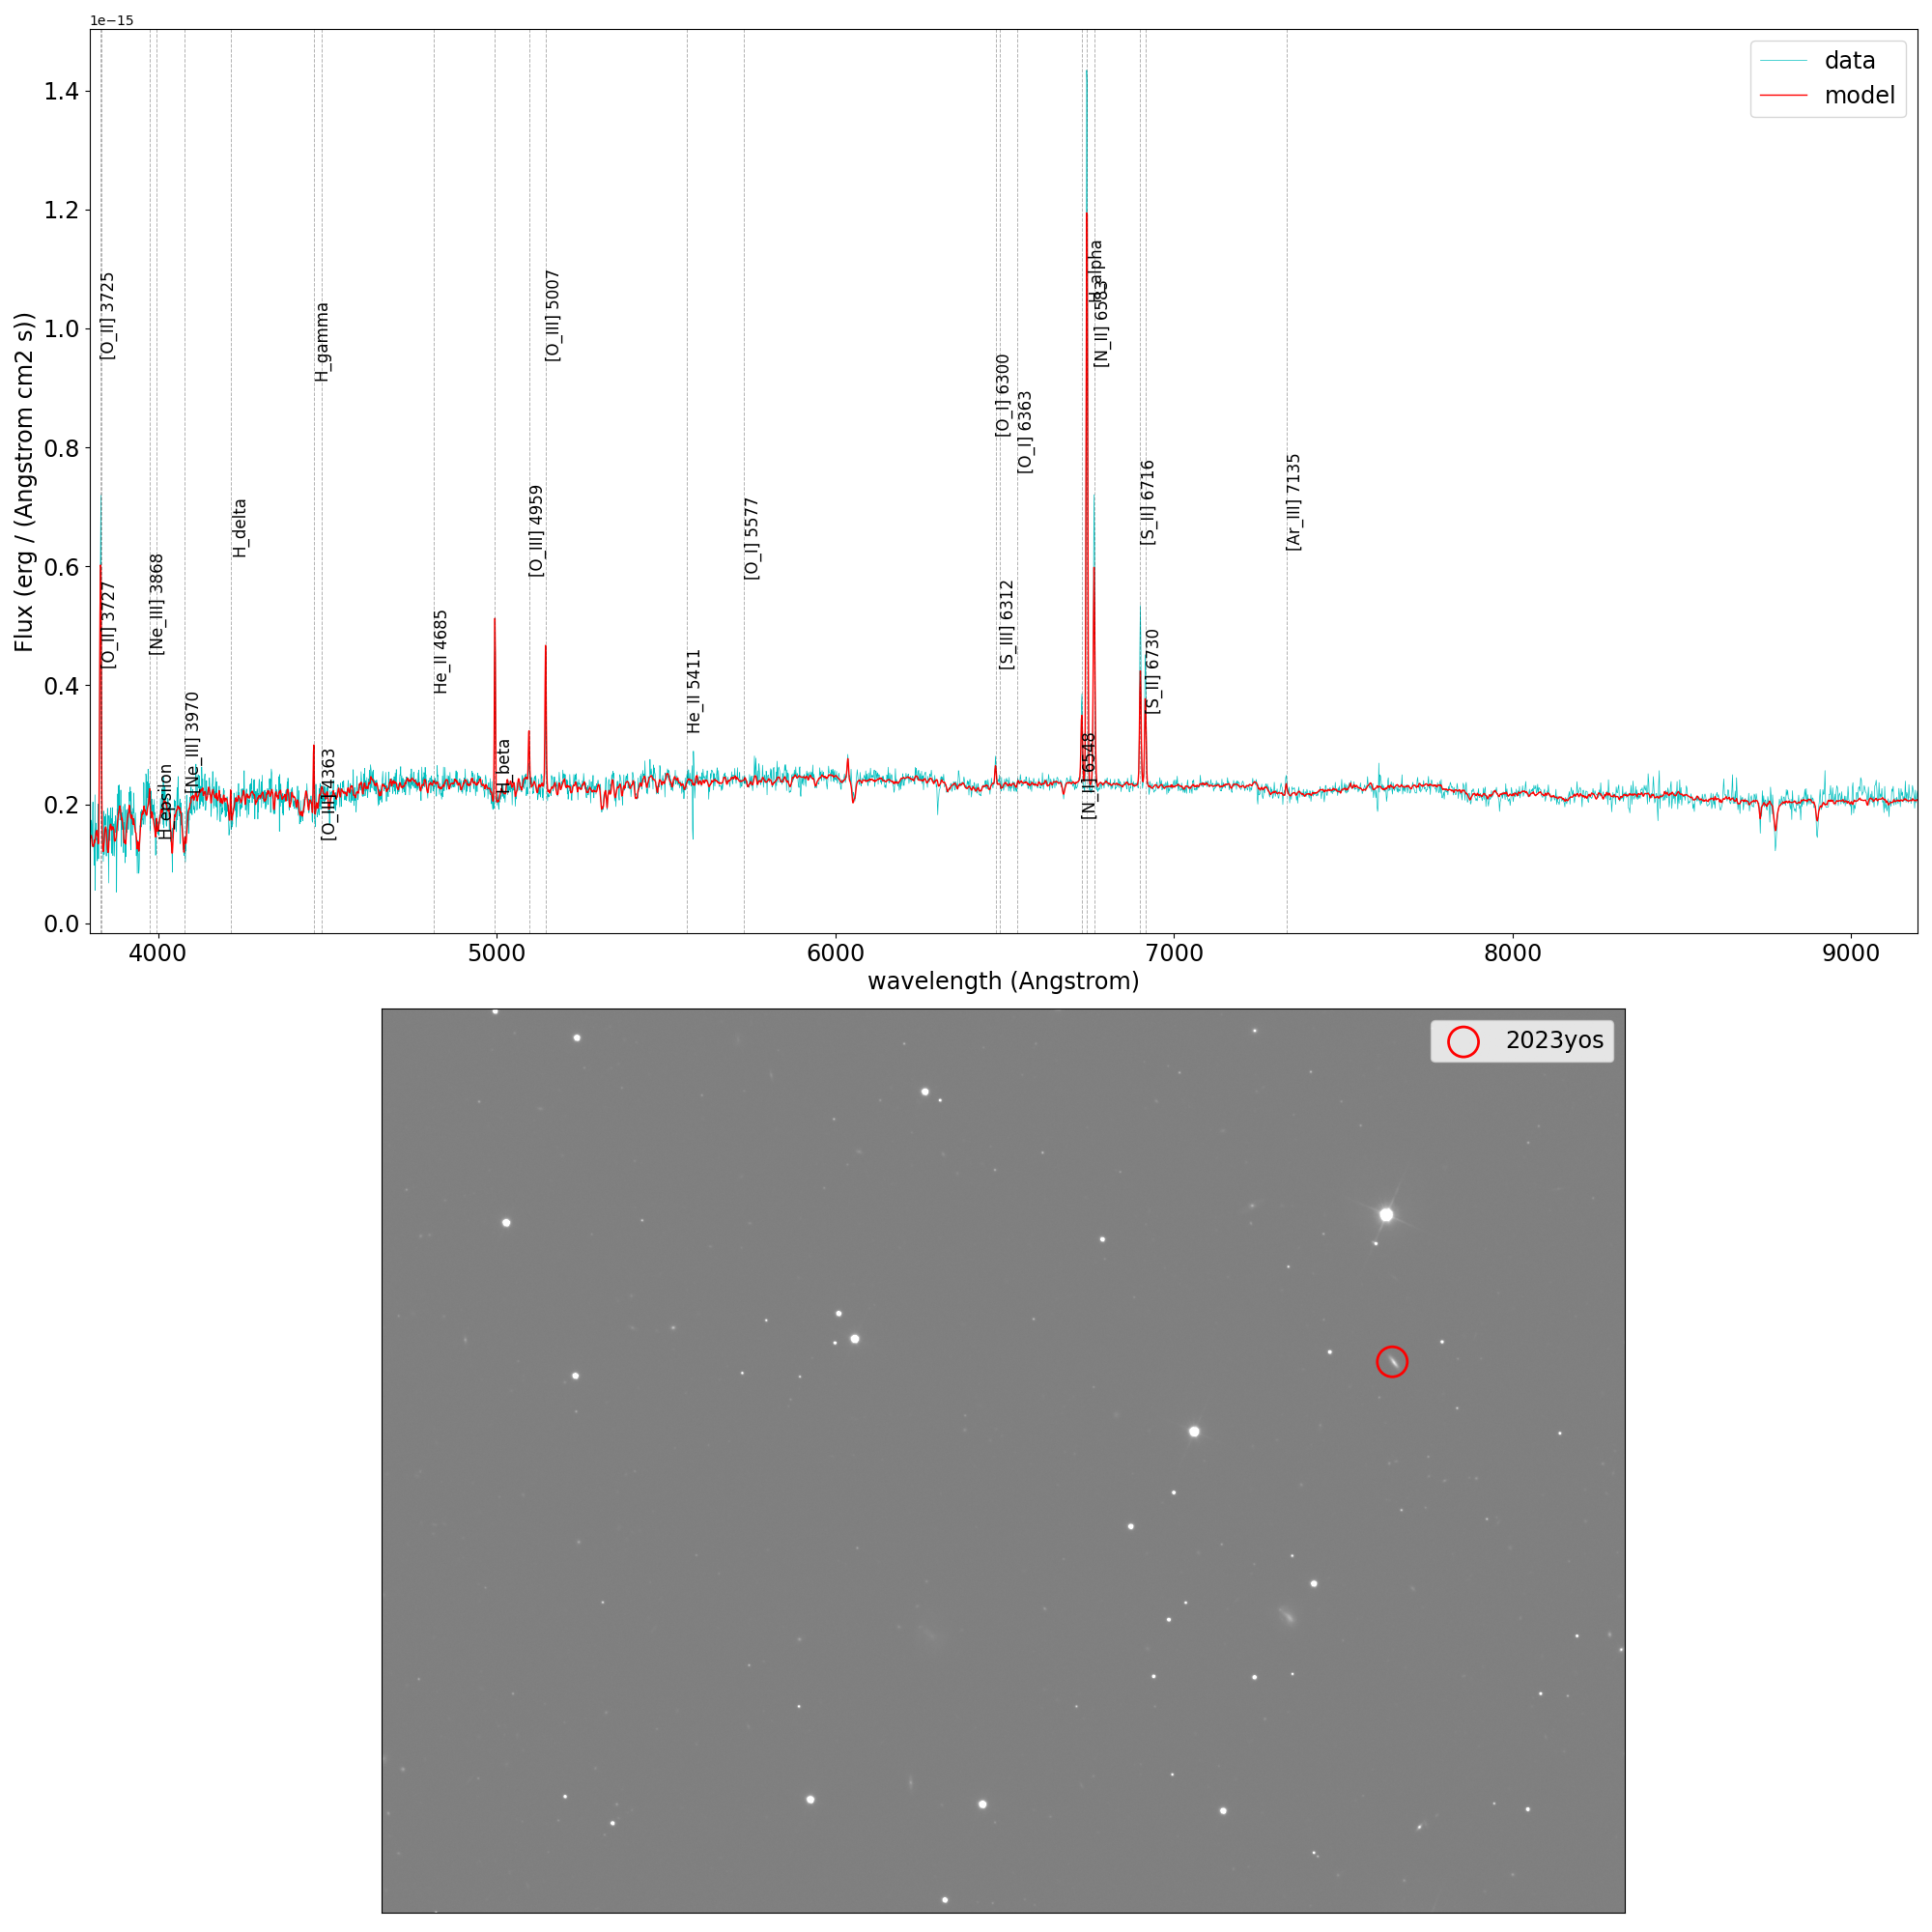 1e−15
data
model
1.4
1.2
1.0
0.8
0.6
0.4
0.2
0.0
Flux (erg / (Angstrom cm2 s))
[O_II] 3725
[O_II] 3727
[Ne_III] 3868
H_epsilon
[Ne_III] 3970
H_delta
H_gamma
[O_III] 4363
He_II 4685
H_beta
[O_III] 4959
[O_III] 5007
He_II 5411
[O_I] 5577
[O_I] 6300
[S_III] 6312
[O_I] 6363
[N_II] 6548
H_alpha
[N_II] 6583
[S_II] 6716
[S_II] 6730
[Ar_III] 7135
4000
5000
6000
7000
8000
9000
wavelength (Angstrom)
2023yos